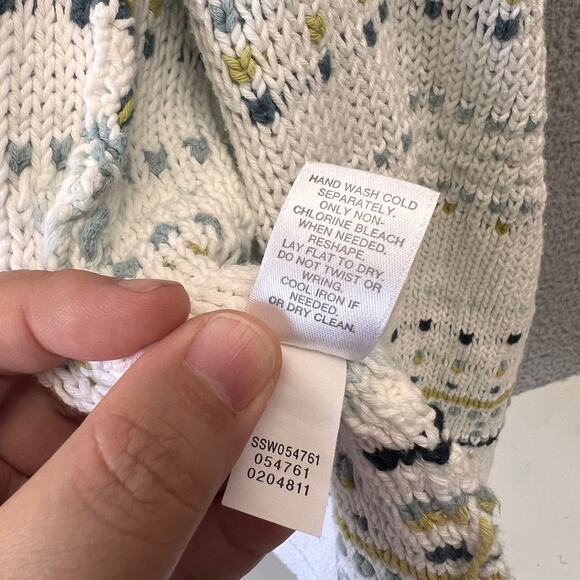 HAND WASH COLD
SEPARATELY.
ONLY NON-
CHLORINE BLEACH
WHEN NEEDED.
RESHAPE.
LAY FLAT TO DRY.
DO NOT TWIST OR
WRING.
COOL IRON IF
NEEDED.
OR DRY CLEAN.
SSW054761
054761
0204811